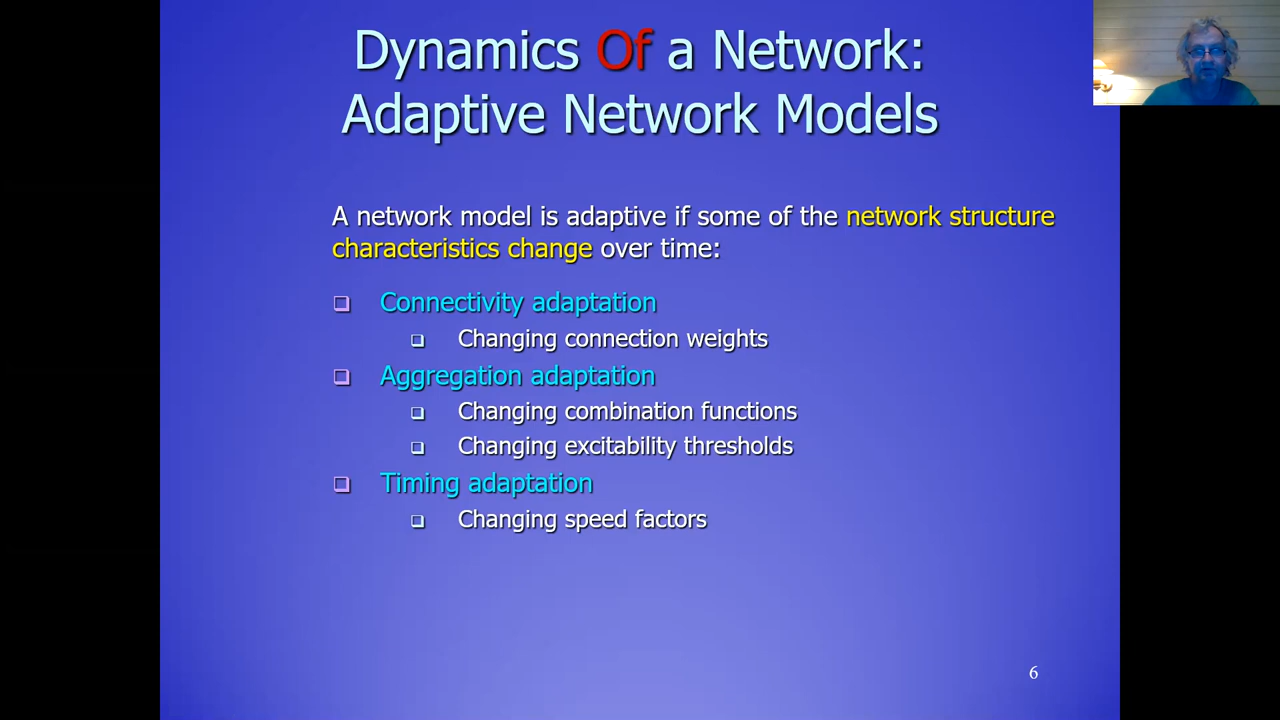 Dynamics Of a Network:
Adaptive Network Models
A network model is adaptive if some of the network structure
characteristics change over time:
Connectivity adaptation
Changing connection weights
Aggregation adaptation
Changing combination functions
Changing excitability thresholds
Timing adaptation
Changing speed factors
6